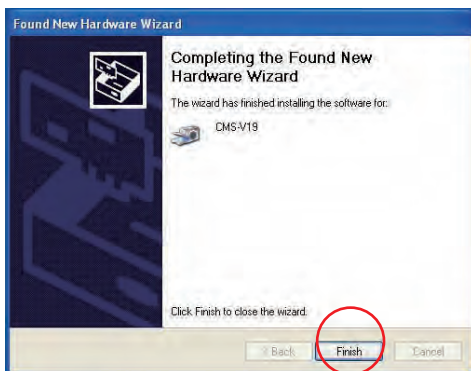 Found New Hardware Wizard
Completing the Found New
Hardware Wizard
The wizard has finished installing the software for:
CMS-V19
Click Finish to close the wizard.
< Back
Finish
Cancel